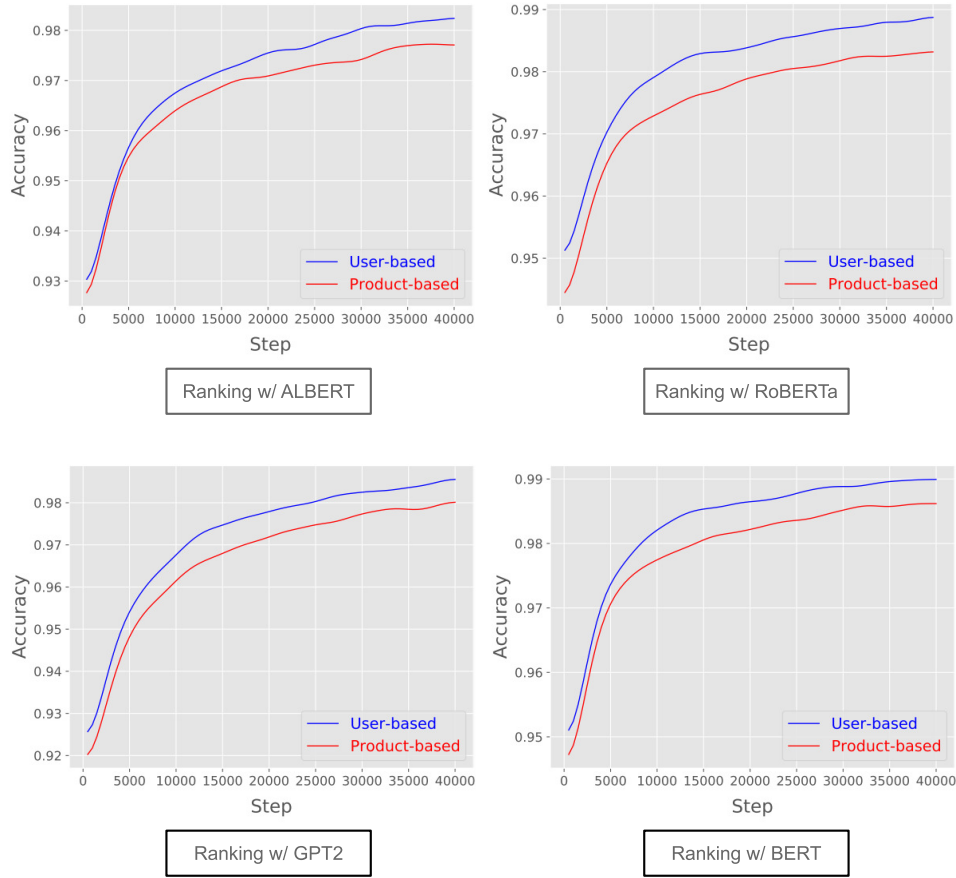 0.98
0.97
0.96
0.95
0.94
0.93
Accuracy
User-based
Product-based
0 5000 10000 15000 20000 25000 30000 35000 40000
Step
Ranking w/ ALBERT
0.99
0.98
0.97
0.96
0.95
Accuracy
User-based
Product-based
0 5000 10000 15000 20000 25000 30000 35000 40000
Step
Ranking w/ RoBERTa
0.98
0.97
0.96
0.95
0.94
0.93
0.92
Accuracy
User-based
Product-based
0 5000 10000 15000 20000 25000 30000 35000 40000
Step
Ranking w/ GPT2
0.99
0.98
0.97
0.96
0.95
Accuracy
User-based
Product-based
0 5000 10000 15000 20000 25000 30000 35000 40000
Step
Ranking w/ BERT